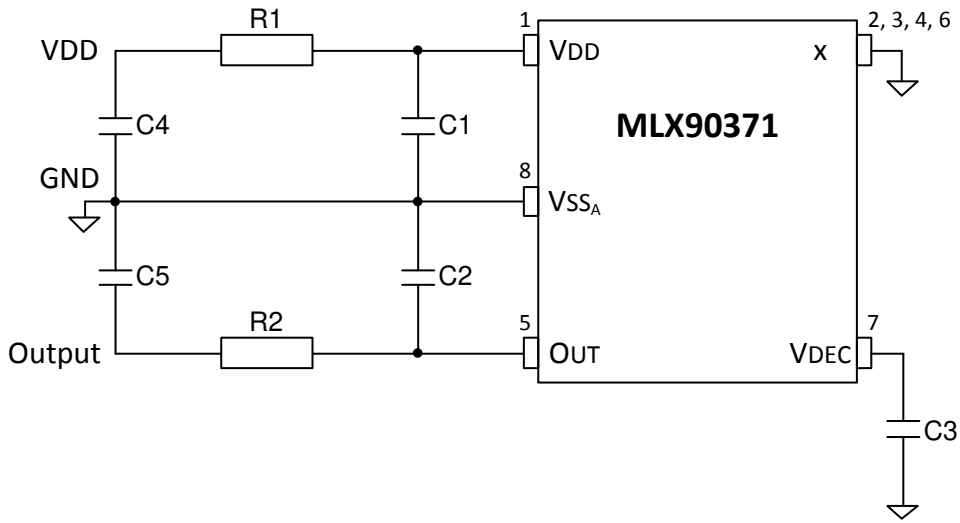 R1
1
2, 3, 4, 6
VDD
VDD
x
C4
C1
MLX90371
GND
8
VSSA
C5
C2
R2
5
7
Output
OUT
VDEC
C3